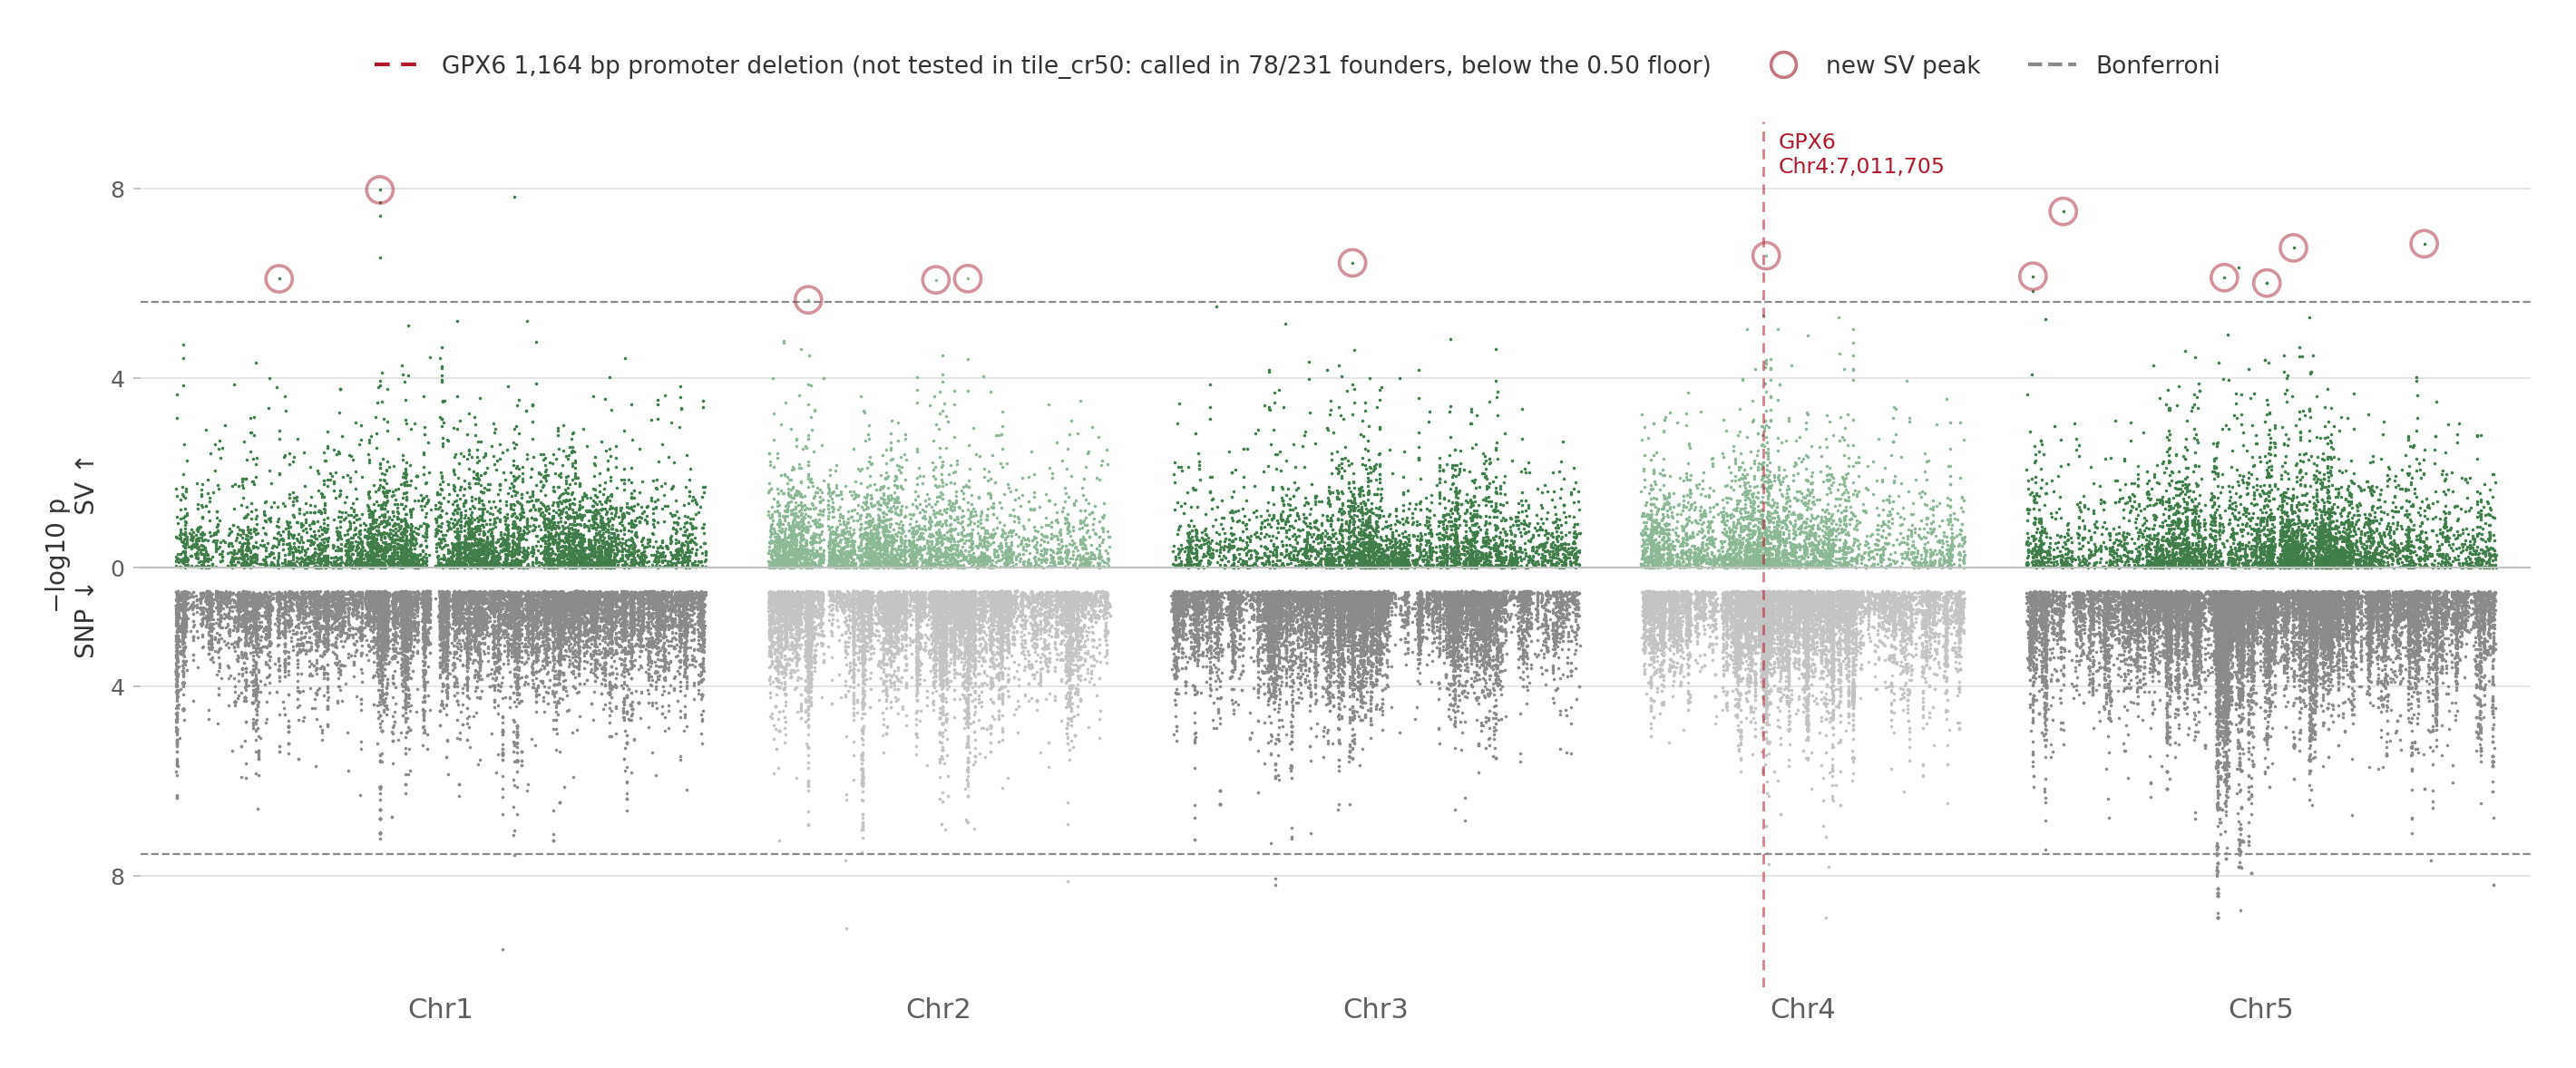 GPX6 1,164 bp promoter deletion (not tested in tile_cr50: called in 78/231 founders, below the 0.50 floor)
new SV peak
Bonferroni
GPX6
Chr4:7,011,705
8
4
0
4
8
−log10 p
SNP ↓ SV ↑
Chr1
Chr2
Chr3
Chr4
Chr5